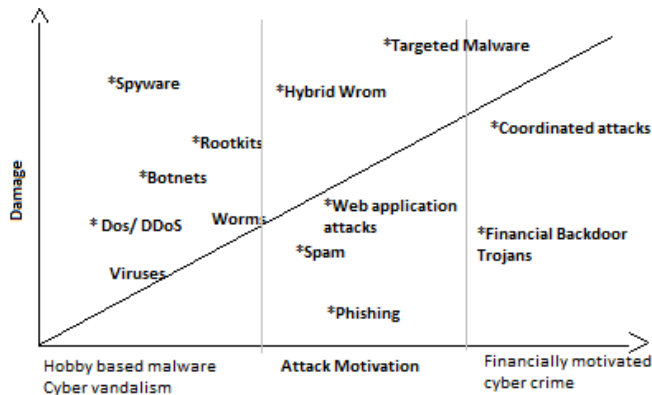 Damage
*Targeted Malware
*Spyware
*Hybrid Wrom
*Coordinated attacks
*Rootkits
*Botnets
*Web application
attacks
* Dos/ DDoS
Worms
*Financial Backdoor
Trojans
*Spam
Viruses
*Phishing
Hobby based malware
Cyber vandalism
Attack Motivation
Financially motivated
cyber crime